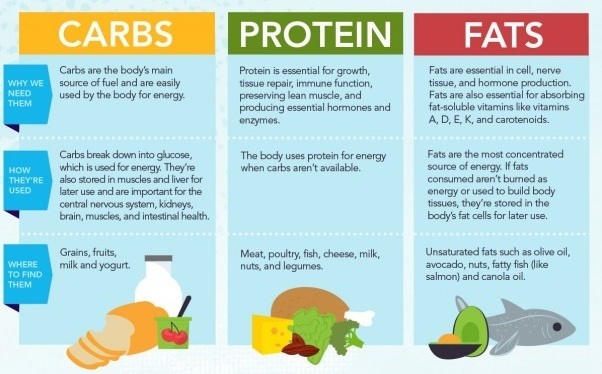 CARBS
PROTEIN
FATS
WHY WE
NEED
THEM
Carbs are the body's main
source of fuel and are easily
used by the body for energy.
Protein is essential for growth,
tissue repair, immune function,
preserving lean muscle, and
producing essential hormones and
enzymes.
Fats are essential in cell, nerve
tissue, and hormone production.
Fats are also essential for absorbing
fat-soluble vitamins like vitamins
A, D, E, K, and carotenoids.
HOW
THEY'RE
USED
Carbs break down into glucose,
which is used for energy. They're
also stored in muscles and liver for
later use and are important for the
central nervous system, kidneys,
brain, muscles, and intestinal health.
The body uses protein for energy
when carbs aren't available.
Fats are the most concentrated
source of energy. If fats
consumed aren't burned as
energy or used to build body
tissues, they're stored in the
body's fat cells for later use.
WHERE
TO FIND
THEM
Grains, fruits,
milk and yogurt.
Meat, poultry, fish, cheese, milk,
nuts, and legumes.
Unsaturated fats such as olive oil,
avocado, nuts, fatty fish (like
salmon) and canola oil.